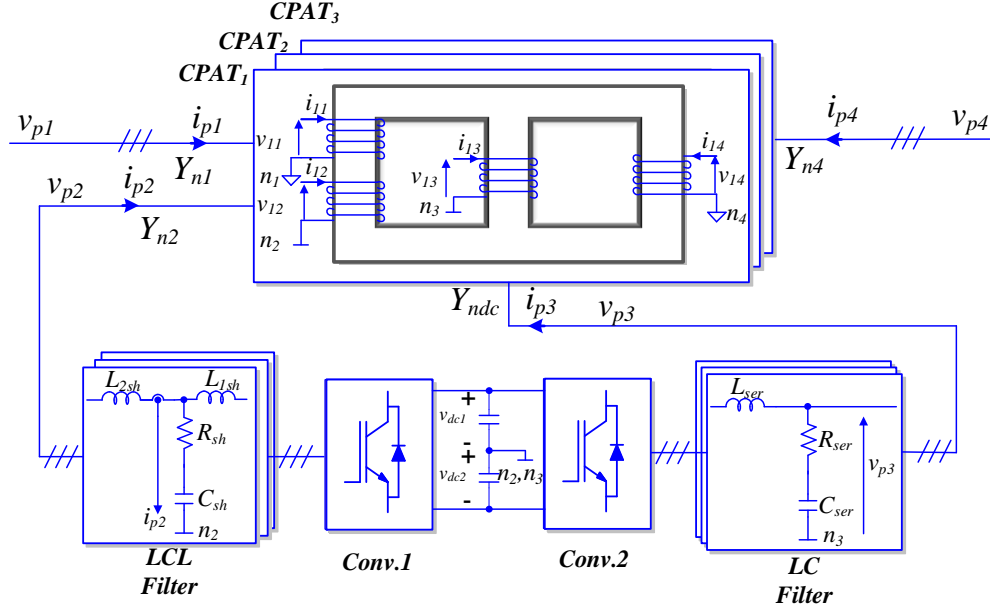 CPAT3
CPAT2
CPAT1
vp1
ip1
Yn1
vp2
ip2
Yn2
i11
v11
n1
i12
v12
n2
i13
v13
n3
i14
v14
n4
ip4
vp4
Yn4
Yndc
ip3
vp3
L2sh
L1sh
Rsh
Csh
ip2
n2
LCL
Filter
Conv.1
+
vdc1
-
+
vdc2
-
n2,n3
Conv.2
Lser
Rser
Cser
vp3
n3
LC
Filter